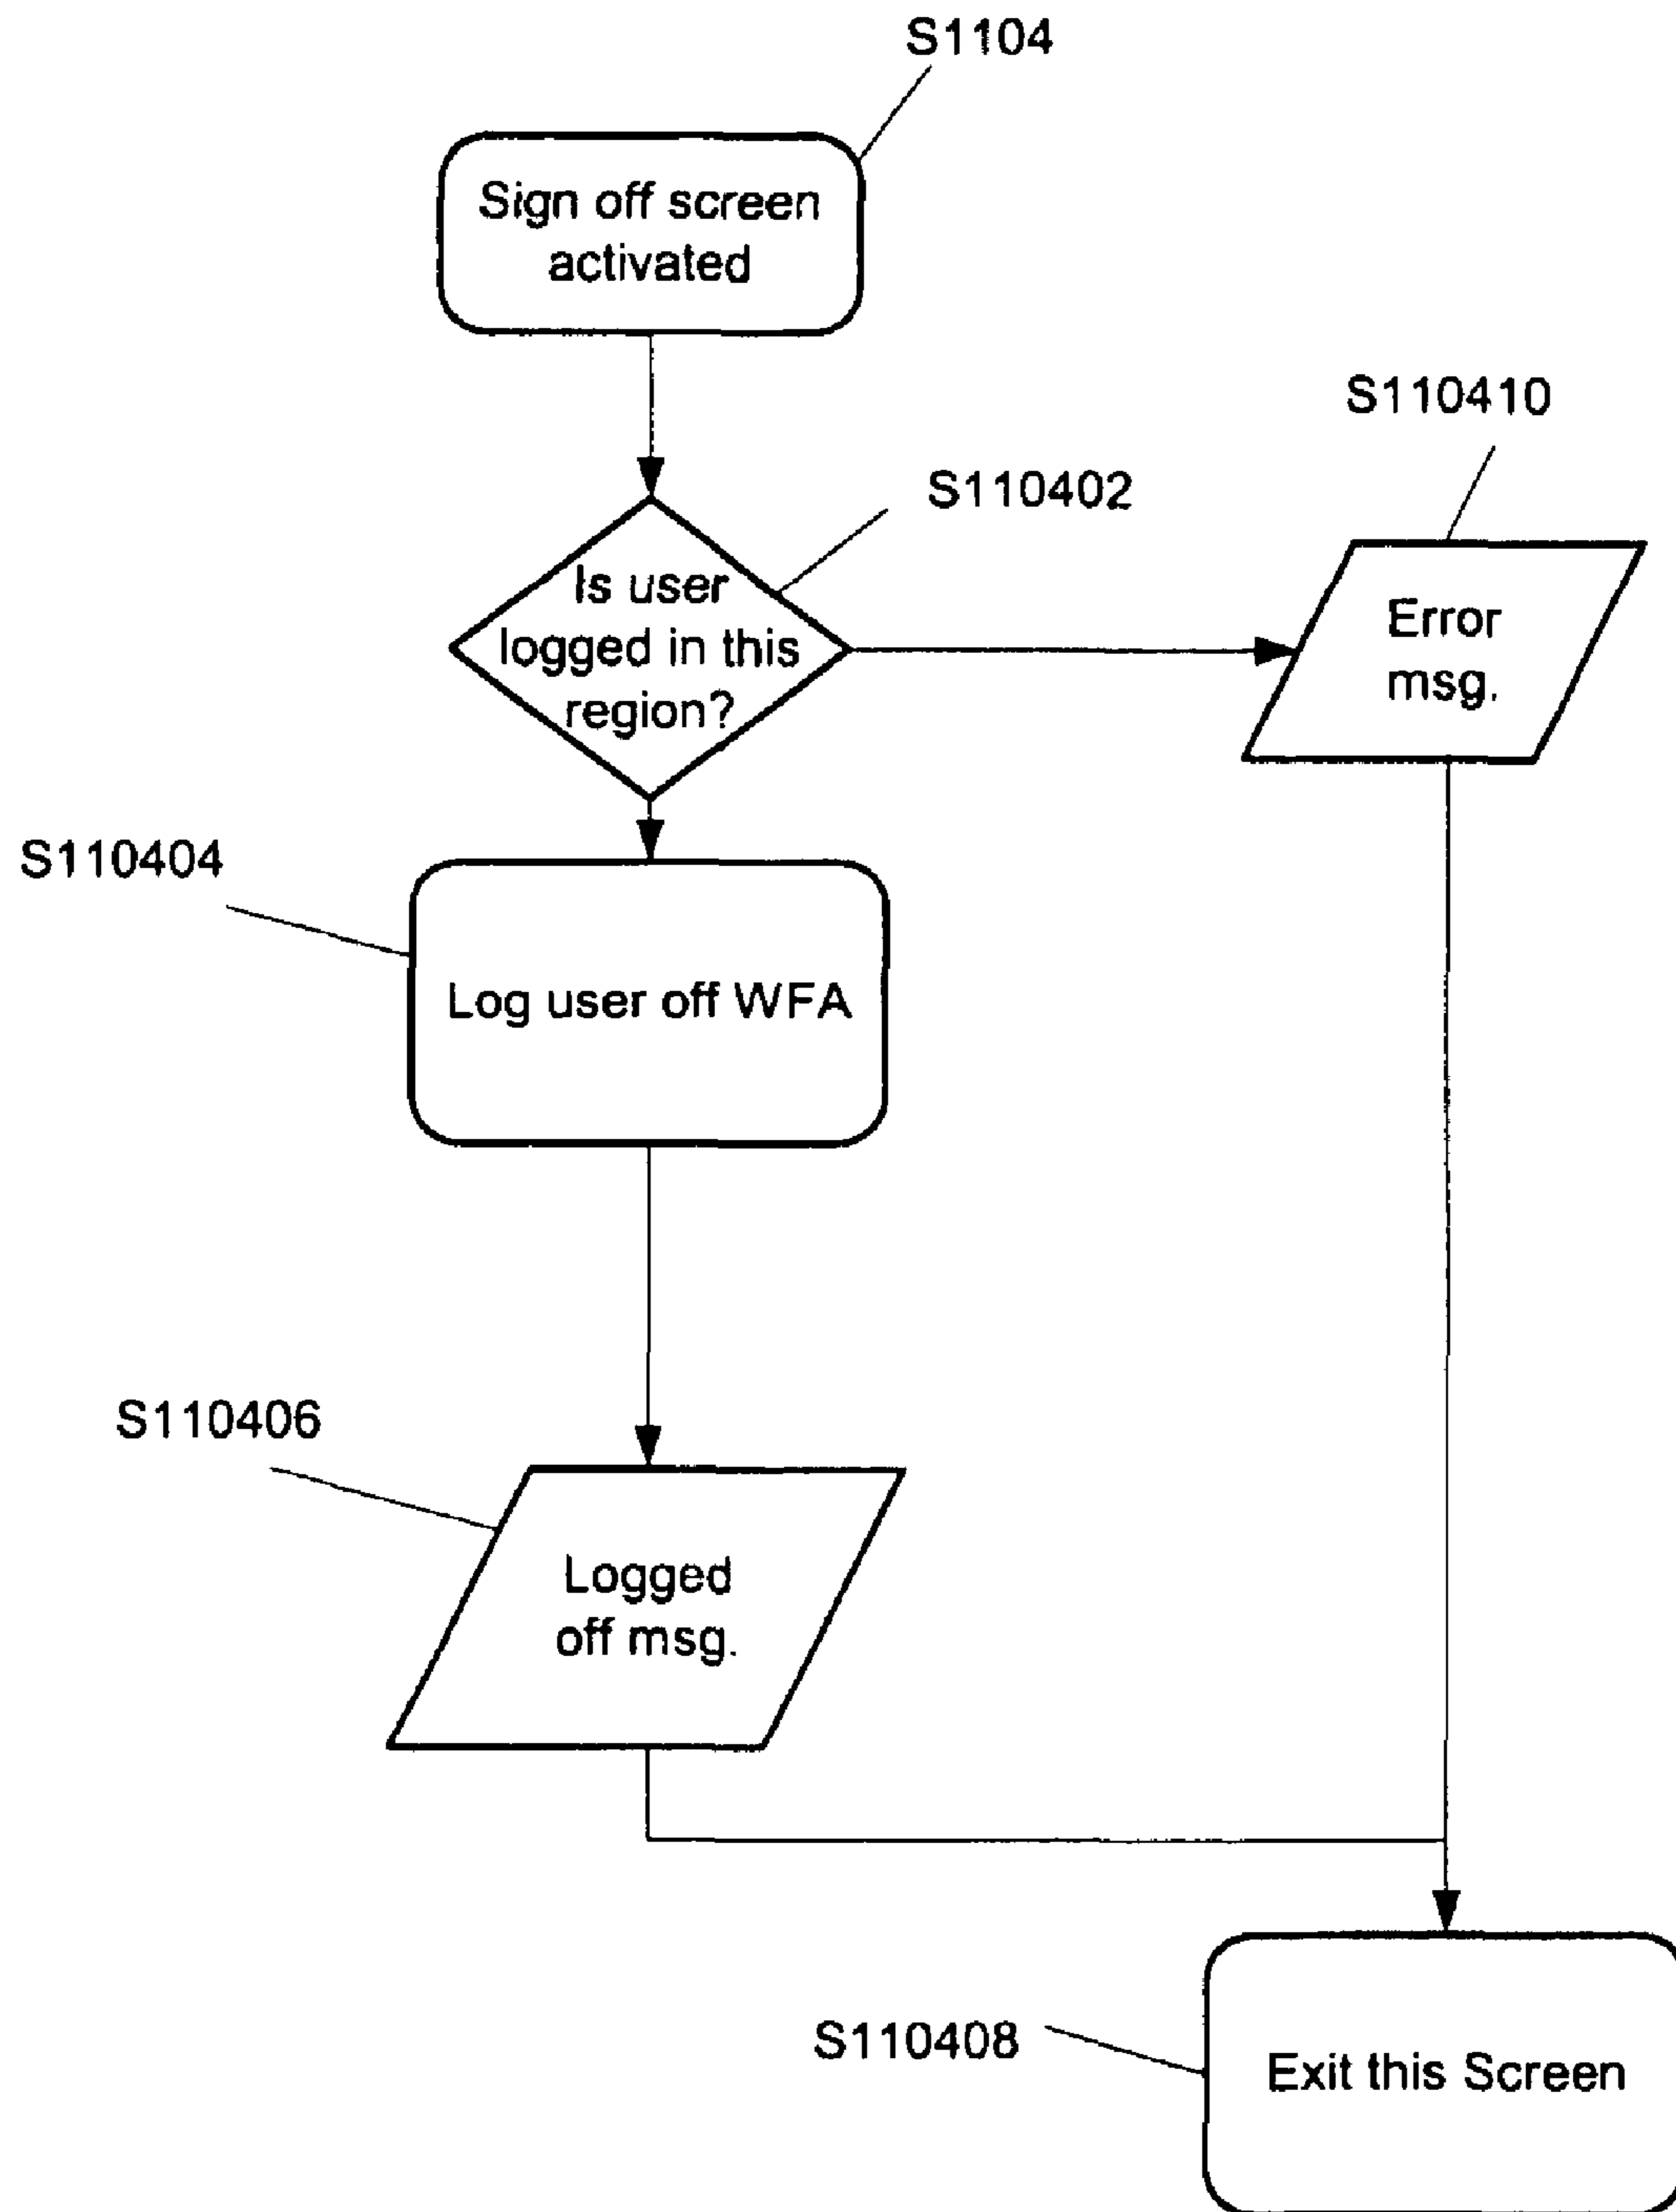 S1104
Sign off screen
activated
S110410
S110402
Is user
logged in this
region?
Error
msg.
S110404
Log user off WFA
S110406
Logged
off msg.
S110408
Exit this Screen